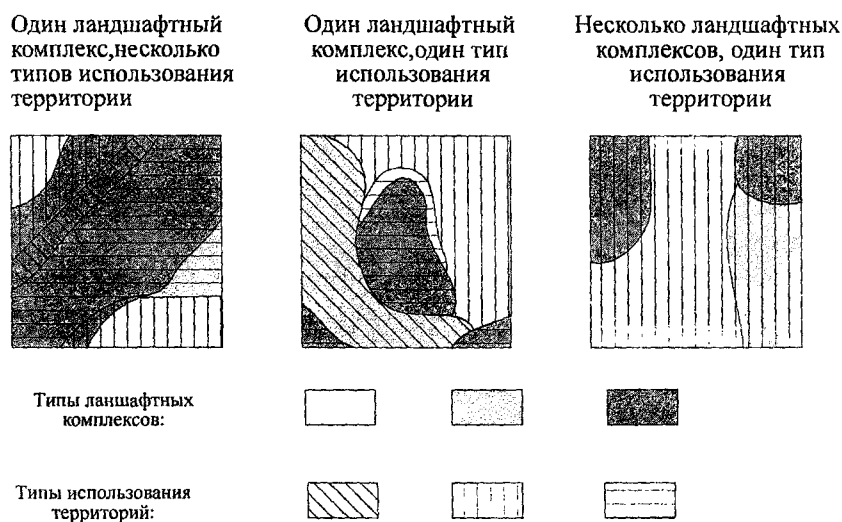 Один ландшафтный
комплекс,несколько
типов использования
территории
Один ландшафтный
комплекс,один тип
использования
территории
Несколько ландшафтных
комплексов, один тип
использования
территории
Типы ланшафтных
комплексов:
Типы использования
территорий: